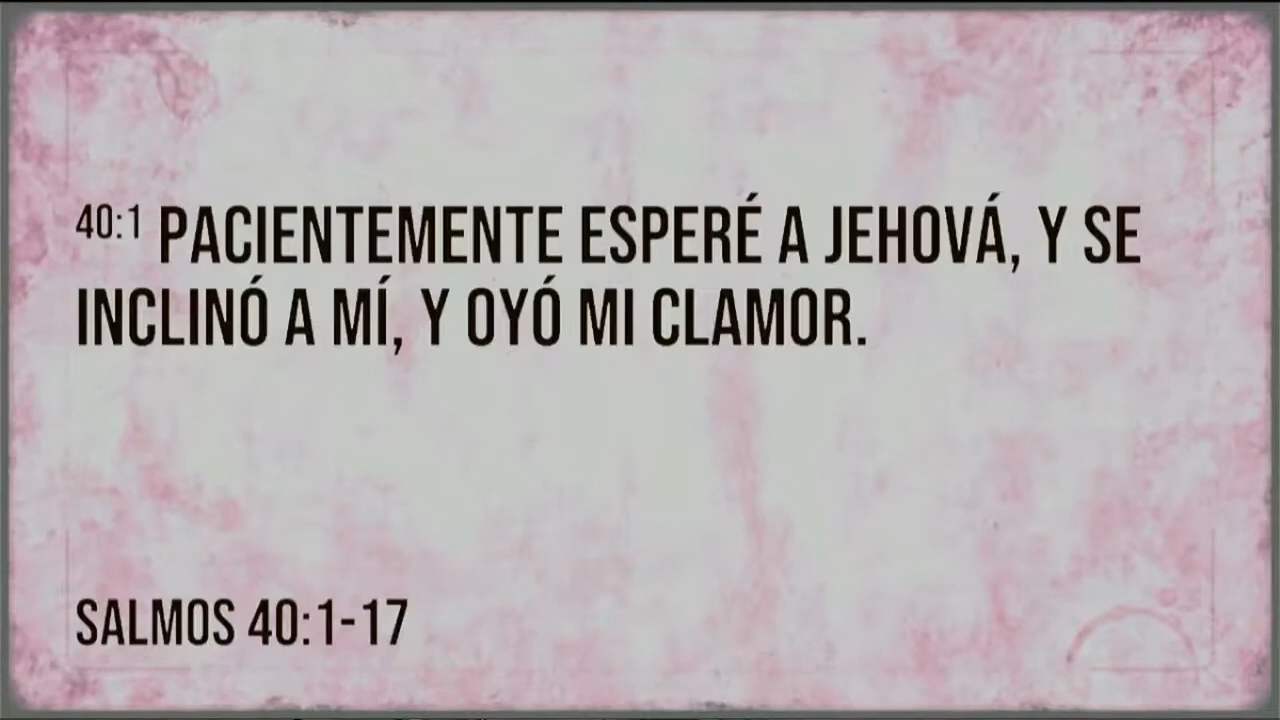 40:1 PACIENTEMENTE ESPERÉ A JEHOVÁ, Y SE
INCLINÓ A MÍ, Y OYÓ MI CLAMOR.
SALMOS 40:1-17